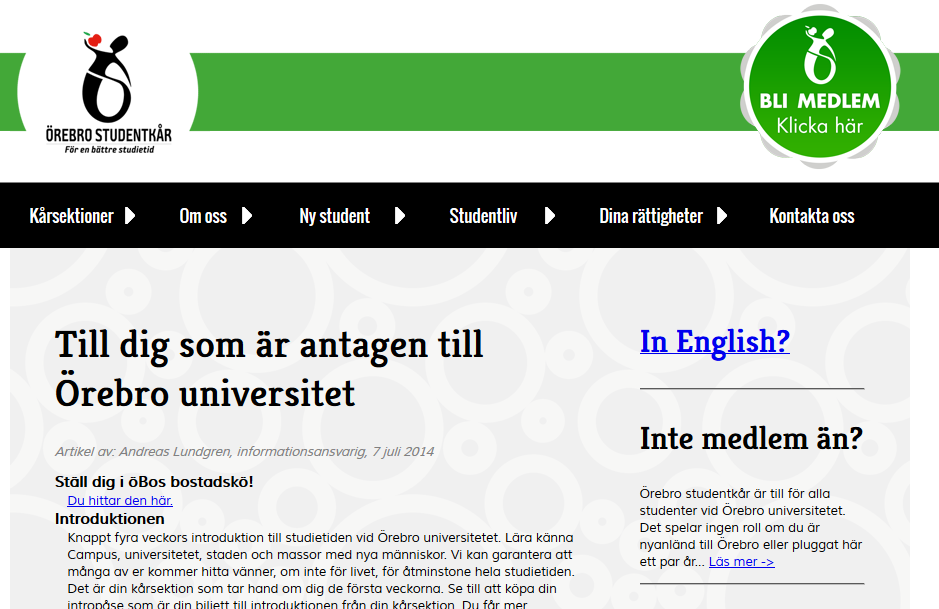 ÖREBRO STUDENTKÅR
För en bättre studietid
BLI MEDLEM
Klicka här
Kårsektioner
Om oss
Ny student
Studentliv
Dina rättigheter
Kontakta oss
Till dig som är antagen till
Örebro universitet
Artikel av: Andreas Lundgren, informationsansvarig, 7 juli 2014
Ställ dig i öBos bostadskö!
Du hittar den här.
Introduktionen
Knappt fyra veckors introduktion till studietiden vid Örebro universitetet. Lära känna
Campus, universitetet, staden och massor med nya människor. Vi kan garantera att
många av er kommer hitta vänner, om inte för livet, för åtminstone hela studietiden.
Det är din kårsektion som tar hand om dig de första veckorna. Se till att köpa din
intropåse som är din biljett till introduktionen från din kårsektion. Du får mer
In English?
Inte medlem än?
Örebro studentkår är till för alla
studenter vid Örebro universitetet.
Det spelar ingen roll om du är
nyanländ till Örebro eller pluggat här
ett par år... Läs mer ->